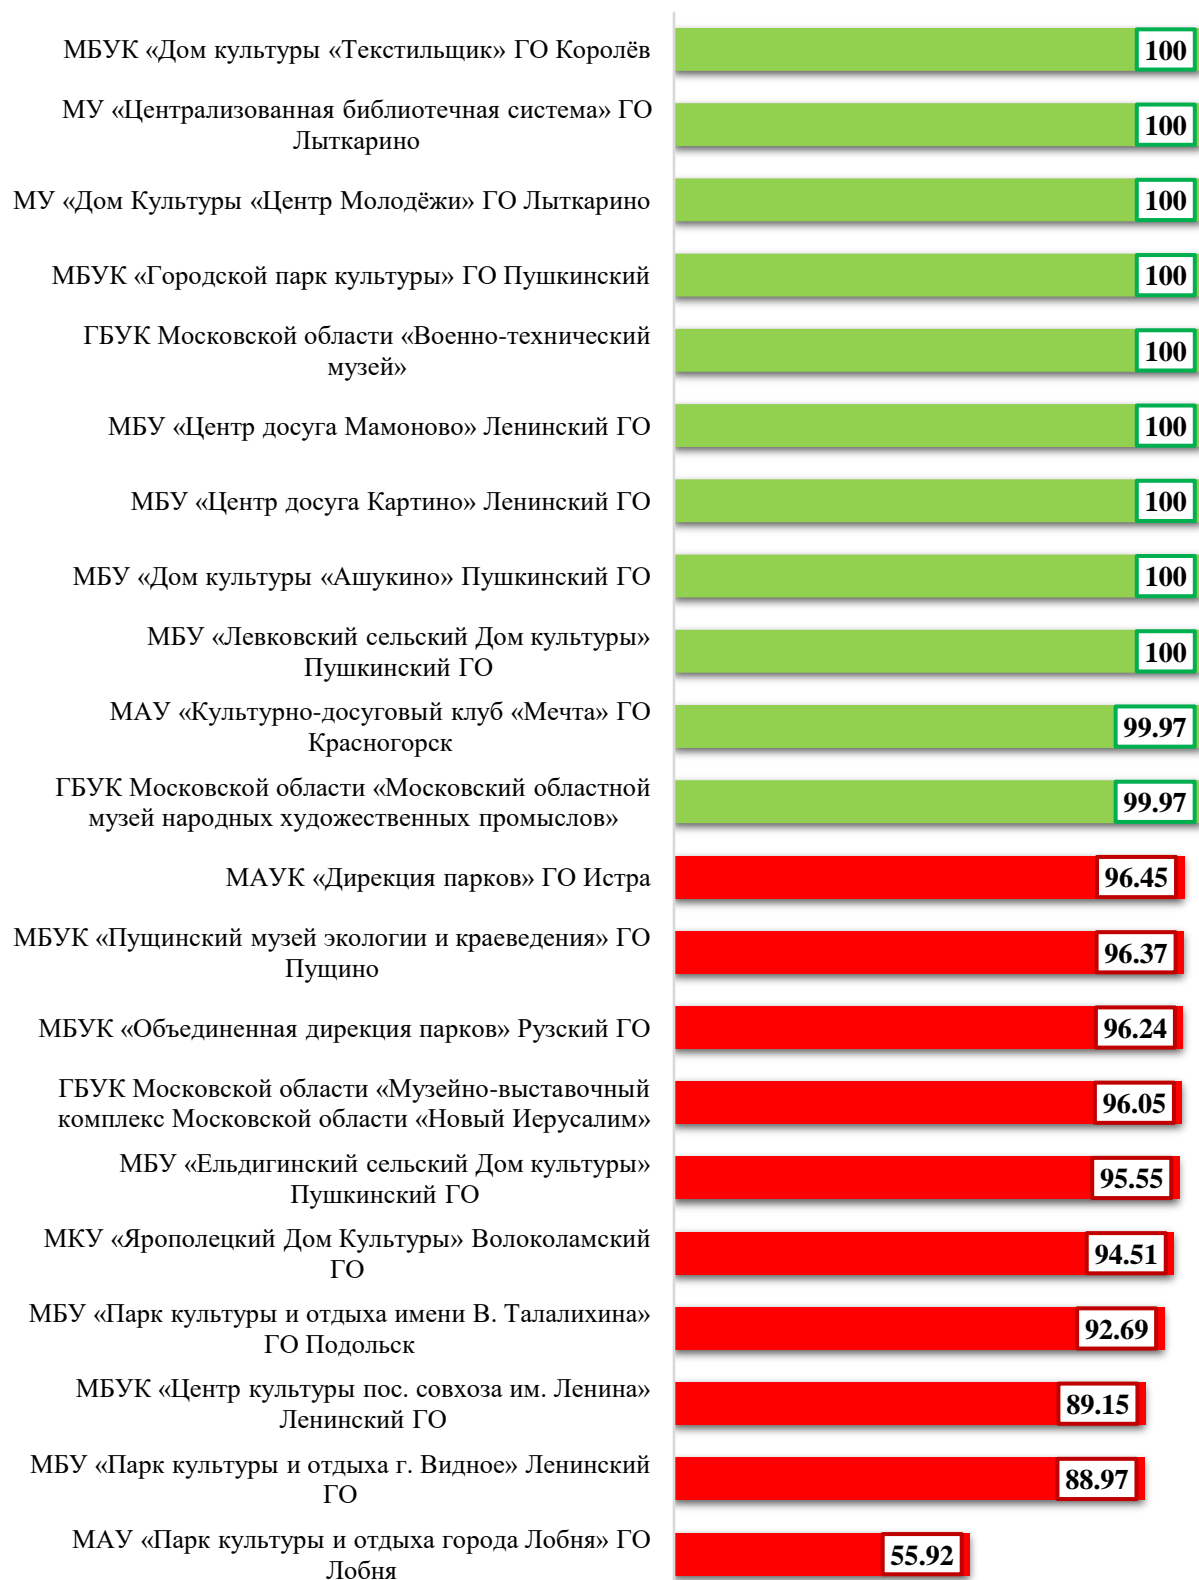 МБУК «Дом культуры «Текстильщик» ГО Королёв
100
МУ «Централизованная библиотечная система» ГО
Лыткарино
100
МУ «Дом Культуры «Центр Молодёжи» ГО Лыткарино
100
МБУК «Городской парк культуры» ГО Пушкинский
100
ГБУК Московской области «Военно-технический
музей»
100
МБУ «Центр досуга Мамоново» Ленинский ГО
100
МБУ «Центр досуга Картино» Ленинский ГО
100
МБУ «Дом культуры «Ашукино» Пушкинский ГО
100
МБУ «Левковский сельский Дом культуры»
Пушкинский ГО
100
МАУ «Культурно-досуговый клуб «Мечта» ГО
Красногорск
99.97
ГБУК Московской области «Московский областной
музей народных художественных промыслов»
99.97
МАУК «Дирекция парков» ГО Истра
96.45
МБУК «Пущинский музей экологии и краеведения» ГО
Пущино
96.37
МБУК «Объединенная дирекция парков» Рузский ГО
96.24
ГБУК Московской области «Музейно-выставочный
комплекс Московской области «Новый Иерусалим»
96.05
МБУ «Ельдигинский сельский Дом культуры»
Пушкинский ГО
95.55
МКУ «Ярополецкий Дом Культуры» Волоколамский
ГО
94.51
МБУ «Парк культуры и отдыха имени В. Талалихина»
ГО Подольск
92.69
МБУК «Центр культуры пос. совхоза им. Ленина»
Ленинский ГО
89.15
МБУ «Парк культуры и отдыха г. Видное» Ленинский
ГО
88.97
МАУ «Парк культуры и отдыха города Лобня» ГО
Лобня
55.92